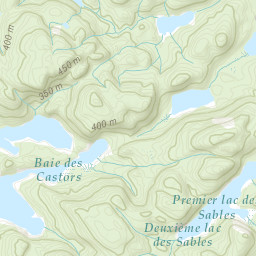 400 m
450 m
350 m
400 m
Baie des
Castors
Premier lac de
Sables
Deuxième lac
des Sables